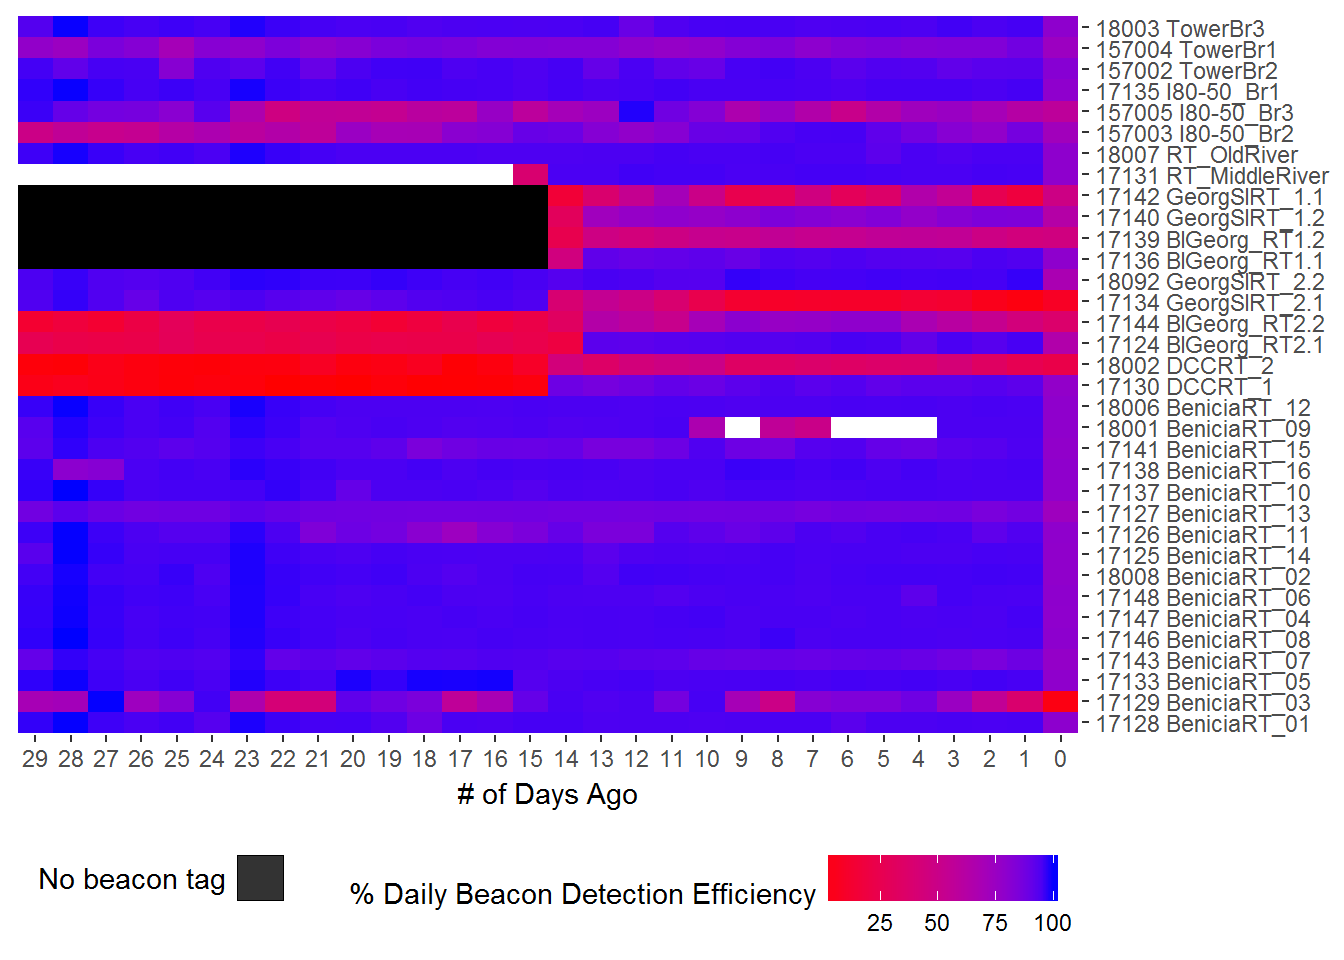 18003 TowerBr3
157004 TowerBr1
157002 TowerBr2
17135 I80-50_Br1
157005 I80-50_Br3
157003 I80-50_Br2
18007 RT_OldRiver
17131 RT_MiddleRiver
17142 GeorgSlRT_1.1
17140 GeorgSlRT_1.2
17139 BlGeorg_RT1.2
17136 BlGeorg_RT1.1
18092 GeorgSlRT_2.2
17134 GeorgSlRT_2.1
17144 BlGeorg_RT2.2
17124 BlGeorg_RT2.1
18002 DCCRT_2
17130 DCCRT_1
18006 BeniciaRT_12
18001 BeniciaRT_09
17141 BeniciaRT_15
17138 BeniciaRT_16
17137 BeniciaRT_10
17127 BeniciaRT_13
17126 BeniciaRT_11
17125 BeniciaRT_14
18008 BeniciaRT_02
17148 BeniciaRT_06
17147 BeniciaRT_04
17146 BeniciaRT_08
17143 BeniciaRT_07
17133 BeniciaRT_05
17129 BeniciaRT_03
17128 BeniciaRT_01
29 28 27 26 25 24 23 22 21 20 19 18 17 16 15 14 13 12 11 10 9 8 7 6 5 4 3 2 1 0
# of Days Ago
No beacon tag
% Daily Beacon Detection Efficiency
25 50 75 100